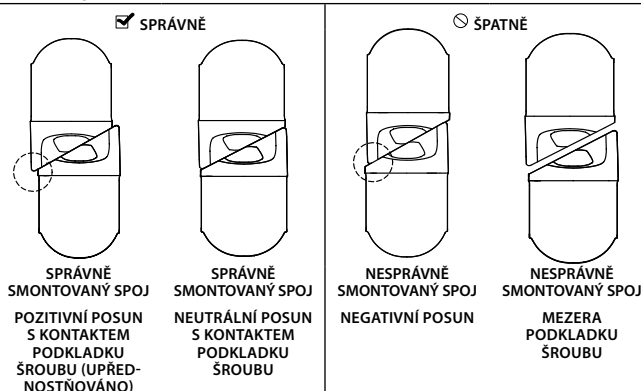 SPRÁVNĚ
ŠPATNĚ
SPRÁVNĚ
SMONTOVANÝ SPOJ
POZITIVNÍ POSUN
S KONTAKTEM
PODKLADKU
ŠROUBU (UPŘED-
NOSTŇOVÁNO)
SPRÁVNĚ
SMONTOVANÝ SPOJ
NEUTRÁLNÍ POSUN
S KONTAKTEM
PODKLADKU
ŠROUBU
NESPRÁVNĚ
SMONTOVANÝ SPOJ
NEGATIVNÍ POSUN
NESPRÁVNĚ
SMONTOVANÝ SPOJ
MEZERA
PODKLADKU
ŠROUBU